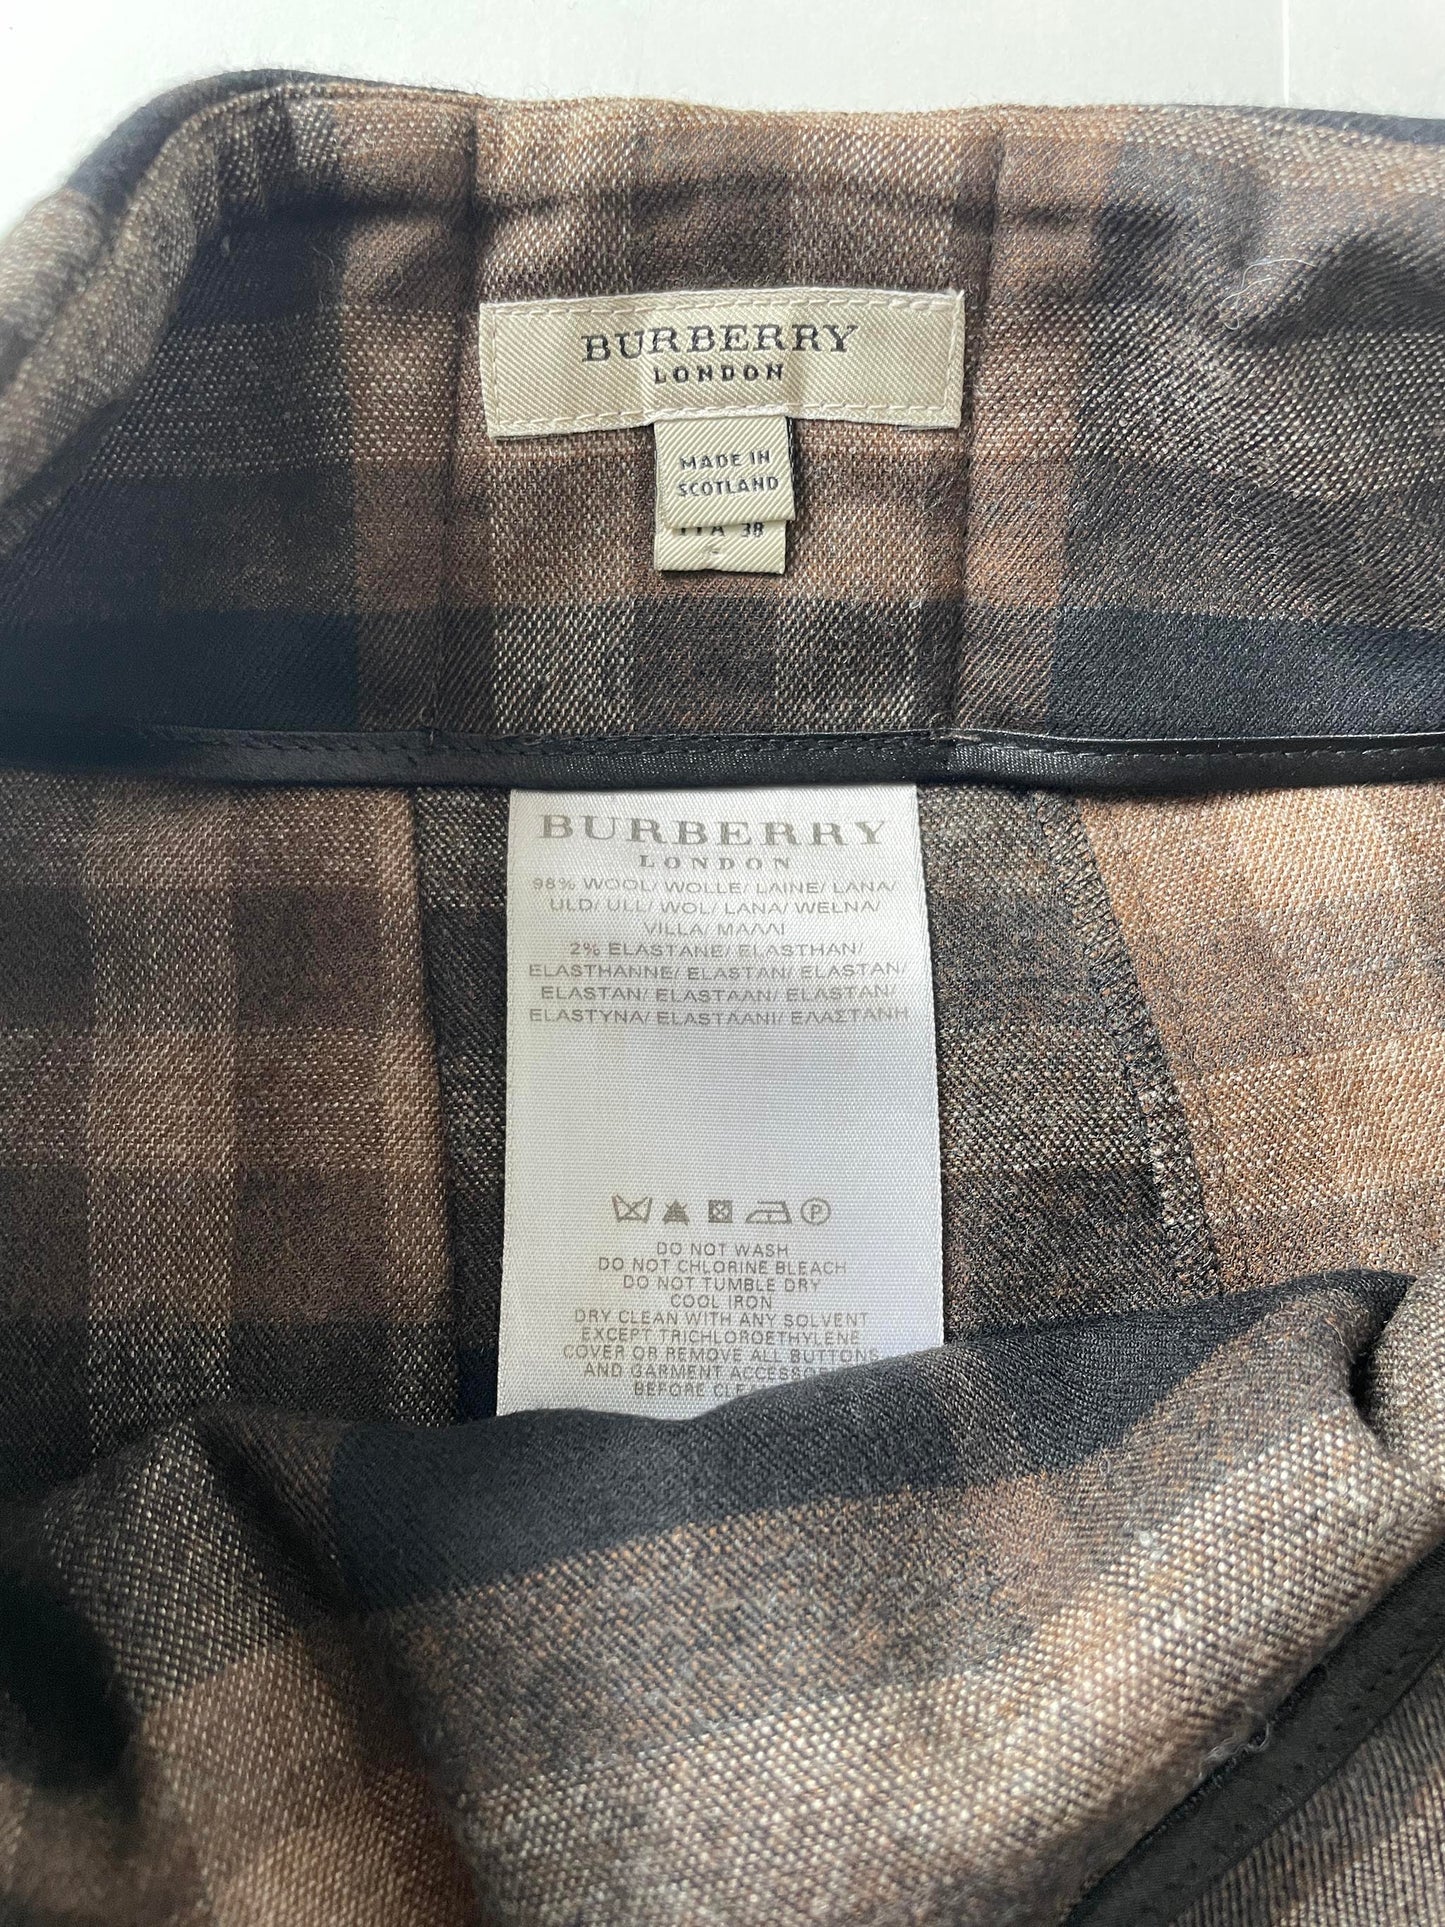 BURBERRY
LONDON
MADE IN
SCOTLAND
ITA 38
BURBERRY
LONDON
98% WOOL/ WOLLE/ LAINE/ LANA/
ULD/ ULL/ WOL/ LANA/ WEŁNA/
VILLA/ ΜΑΛΛΙ
2% ELASTANE/ ELASTHAN/
ELASTHANNE/ ELASTAN/ ELASTAN/
ELASTAN/ ELASTAAN/ ELASTAN/
ELASTYNA/ ELASTAANI/ ΕΛΑΣΤΑΝΗ
P
DO NOT WASH
DO NOT CHLORINE BLEACH
DO NOT TUMBLE DRY
COOL IRON
DRY CLEAN WITH ANY SOLVENT
EXCEPT TRICHLOROETHYLENE
COVER OR REMOVE ALL BUTTONS
AND GARMENT
BEFORE